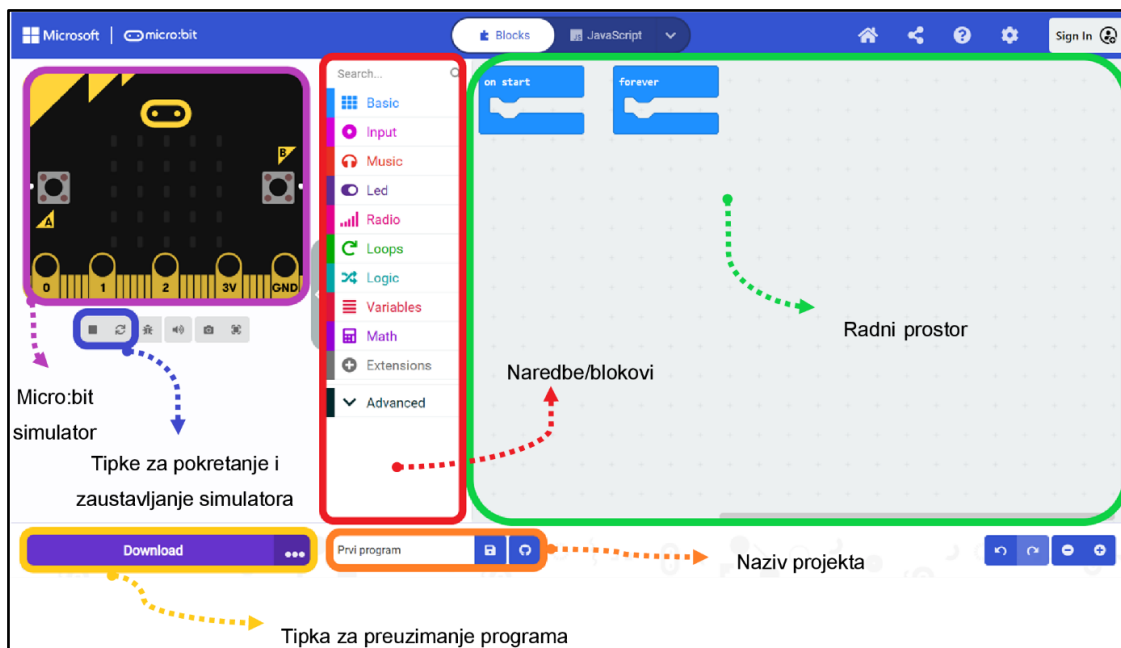 Microsoft | micro:bit
Blocks
JavaScript
Sign In
Search...
Basic
Input
Music
Led
Radio
Loops
Logic
Variables
Math
Extensions
Advanced
on start
forever
A
B
0 1 2 3V GND
Radni prostor
Naredbe/blokovi
Micro:bit
simulator
Tipke za pokretanje i
zaustavljanje simulatora
Download
Prvi program
Naziv projekta
Tipka za preuzimanje programa